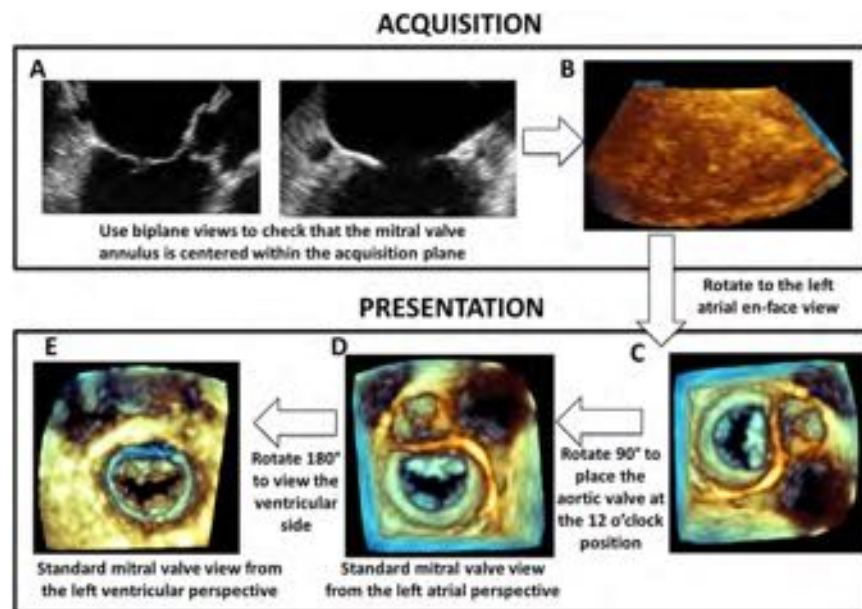 ACQUISITION
A
B
Use biplane views to check that the mitral valve
annulus is centered within the acquisition plane
Rotate to the left
atrial en-face view
PRESENTATION
E
D
C
Rotate 180°
to view the
ventricular
side
Rotate 90° to
place the
aortic valve at
the 12 o'clock
position
Standard mitral valve view from
the left ventricular perspective
Standard mitral valve view
from the left atrial perspective